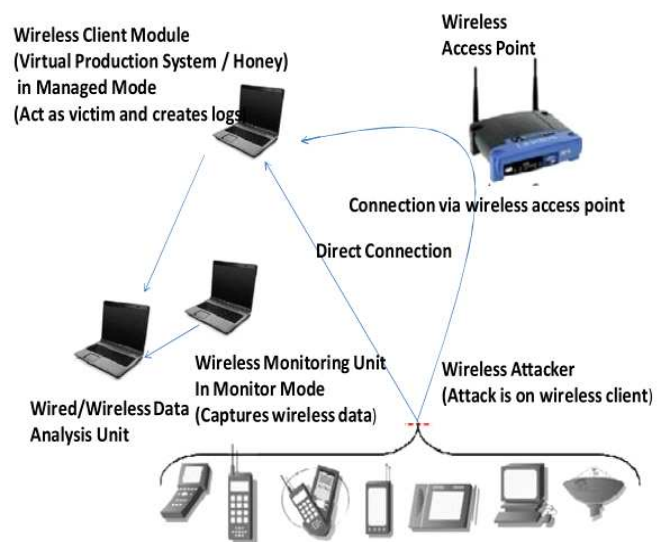 Wireless Client Module
(Virtual Production System / Honey)
in Managed Mode
(Act as victim and creates logs)
Wireless
Access Point
Connection via wireless access point
Direct Connection
Wireless Monitoring Unit
In Monitor Mode
(Captures wireless data)
Wireless Attacker
(Attack is on wireless client)
Wired/Wireless Data
Analysis Unit